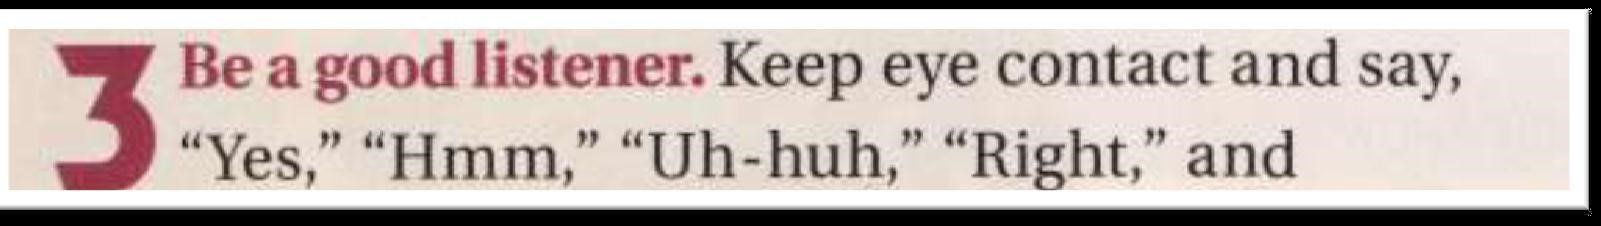 3 Be a good listener. Keep eye contact and say,
“Yes,” “Hmm,” “Uh-huh,” “Right,” and